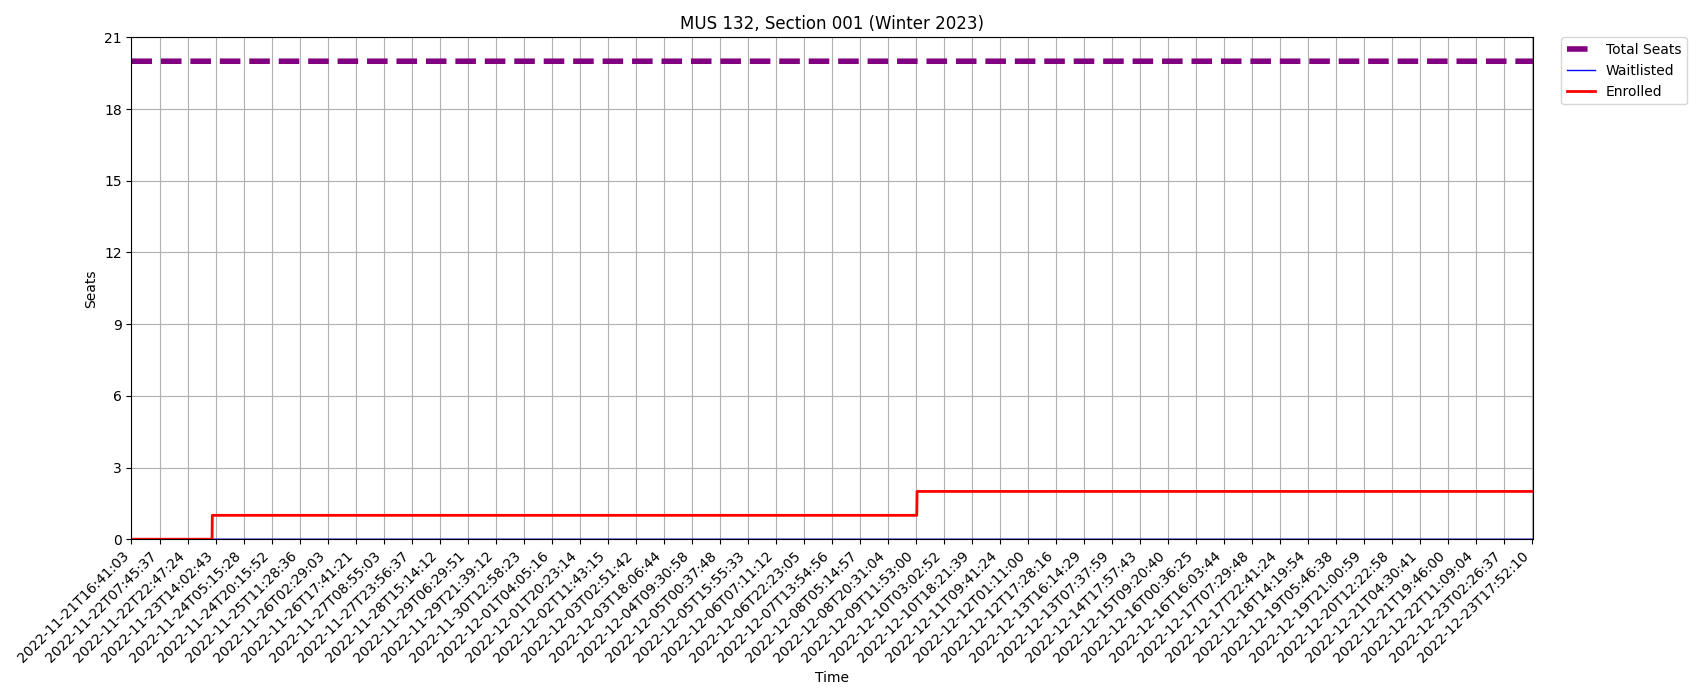 MUS 132, Section 001 (Winter 2023)
Total Seats
Waitlisted
Enrolled
21
18
15
12
9
6
3
0
Seats
2022-11-21T16:41:03
2022-11-22T07:45:37
2022-11-22T22:47:24
2022-11-23T14:02:43
2022-11-24T05:15:28
2022-11-24T20:15:52
2022-11-25T11:28:36
2022-11-26T02:29:03
2022-11-26T17:41:21
2022-11-27T08:55:03
2022-11-27T23:56:37
2022-11-28T15:14:12
2022-11-29T06:29:51
2022-11-29T21:39:12
2022-11-30T12:58:23
2022-12-01T04:05:16
2022-12-01T20:23:14
2022-12-02T11:43:15
2022-12-03T02:51:42
2022-12-03T18:06:44
2022-12-04T09:30:58
2022-12-05T00:37:48
2022-12-05T15:55:33
2022-12-06T07:11:12
2022-12-06T22:23:05
2022-12-07T13:54:56
2022-12-08T05:14:57
2022-12-08T20:31:04
2022-12-09T11:53:00
2022-12-10T03:02:52
2022-12-10T18:21:39
2022-12-11T09:41:24
2022-12-12T01:11:00
2022-12-12T17:28:16
2022-12-13T16:14:29
2022-12-13T07:37:59
2022-12-14T17:57:43
2022-12-15T09:20:40
2022-12-16T00:36:25
2022-12-16T16:03:44
2022-12-17T07:29:48
2022-12-17T22:41:24
2022-12-18T14:19:54
2022-12-19T05:46:38
2022-12-19T21:00:59
2022-12-20T12:22:58
2022-12-21T04:30:41
2022-12-21T19:46:00
2022-12-22T11:09:04
2022-12-23T02:26:37
2022-12-23T17:52:10
Time